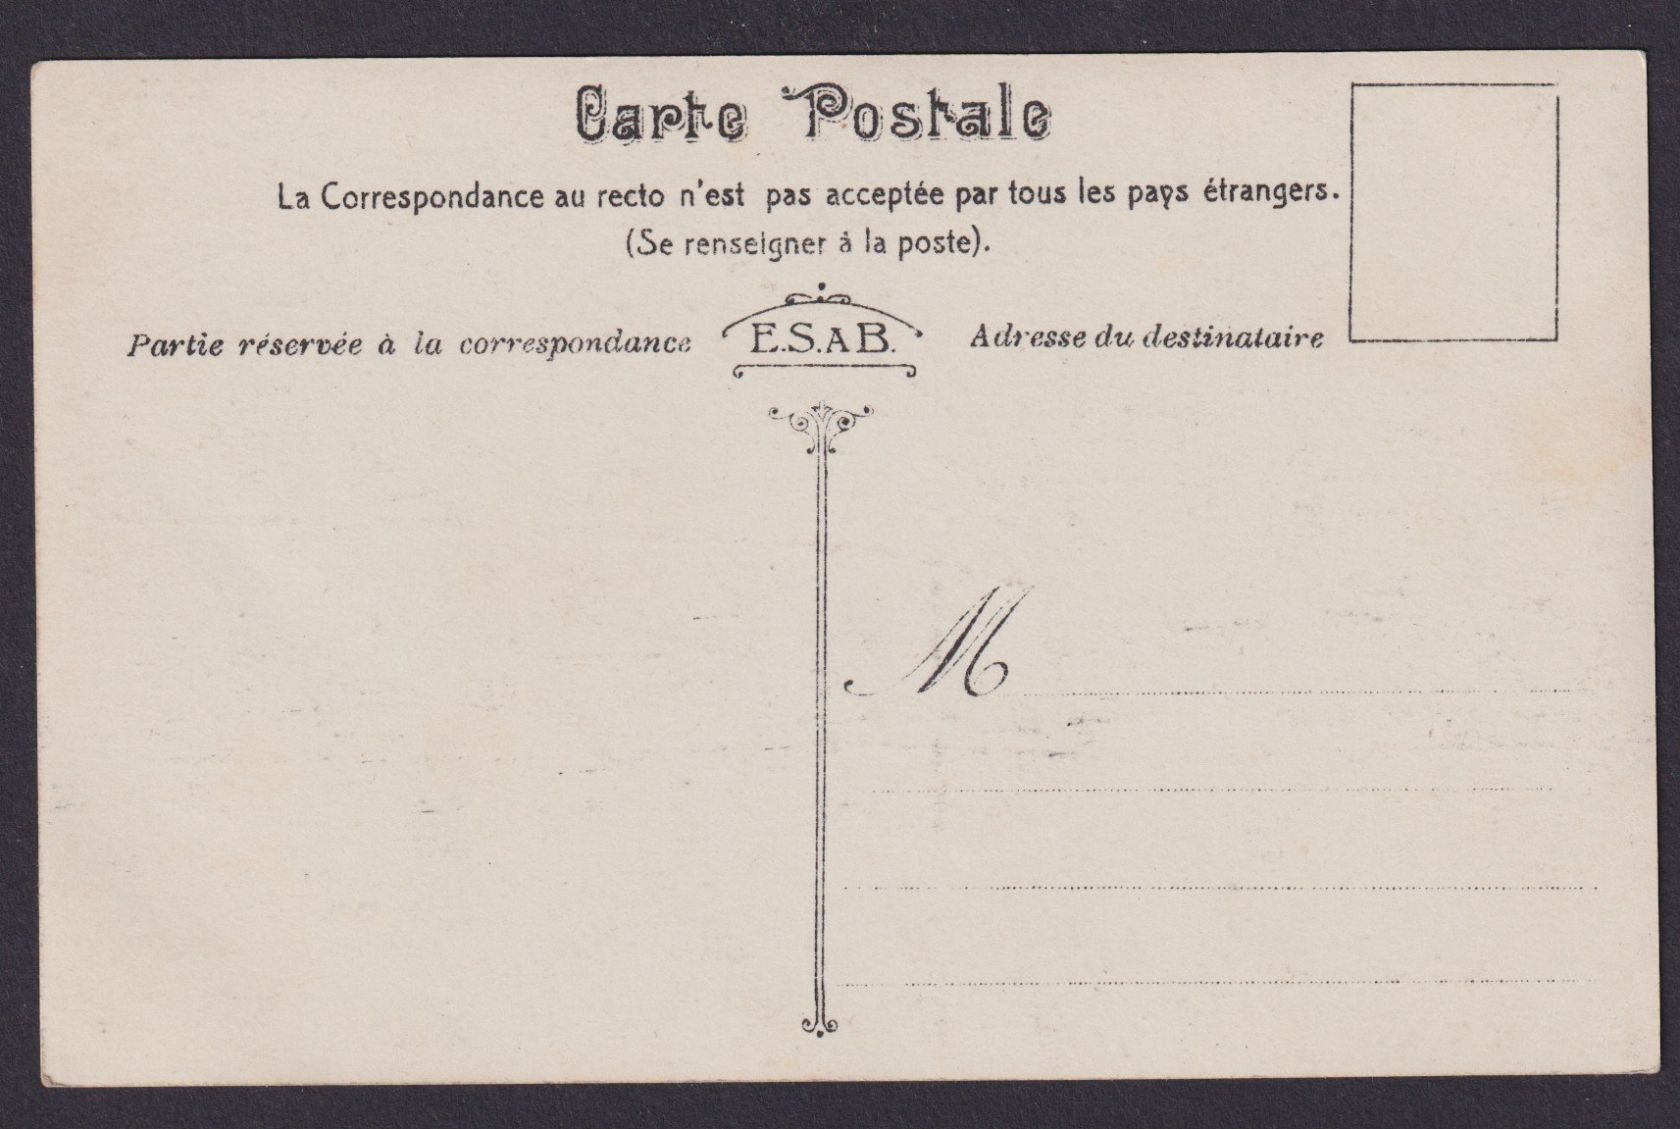 Carte Postale
La Correspondance au recto n'est pas acceptée par tous les pays étrangers.
(Se renseigner à la poste).
Partie réservée à la correspondance
E.S.A B.
Adresse du destinataire
M